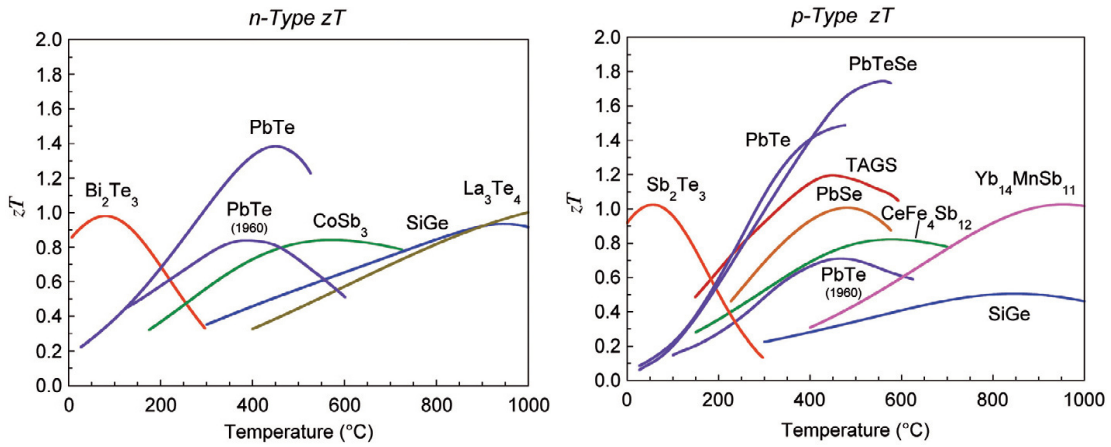 n-Type zT
2.0
1.8
1.6
1.4
1.2
1.0
0.8
0.6
0.4
0.2
0.0
zT
PbTe
Bi₂Te₃
PbTe
(1960)
CoSb₃
SiGe
La₃Te₄
0
200
400
600
800
1000
Temperature (°C)
p-Type zT
2.0
1.8
1.6
1.4
1.2
1.0
0.8
0.6
0.4
0.2
0.0
zT
PbTeSe
PbTe
TAGS
Sb₂Te₃
PbSe
Yb₁₄MnSb₁₁
CeFe₄Sb₁₂
PbTe
(1960)
SiGe
0
200
400
600
800
1000
Temperature (°C)